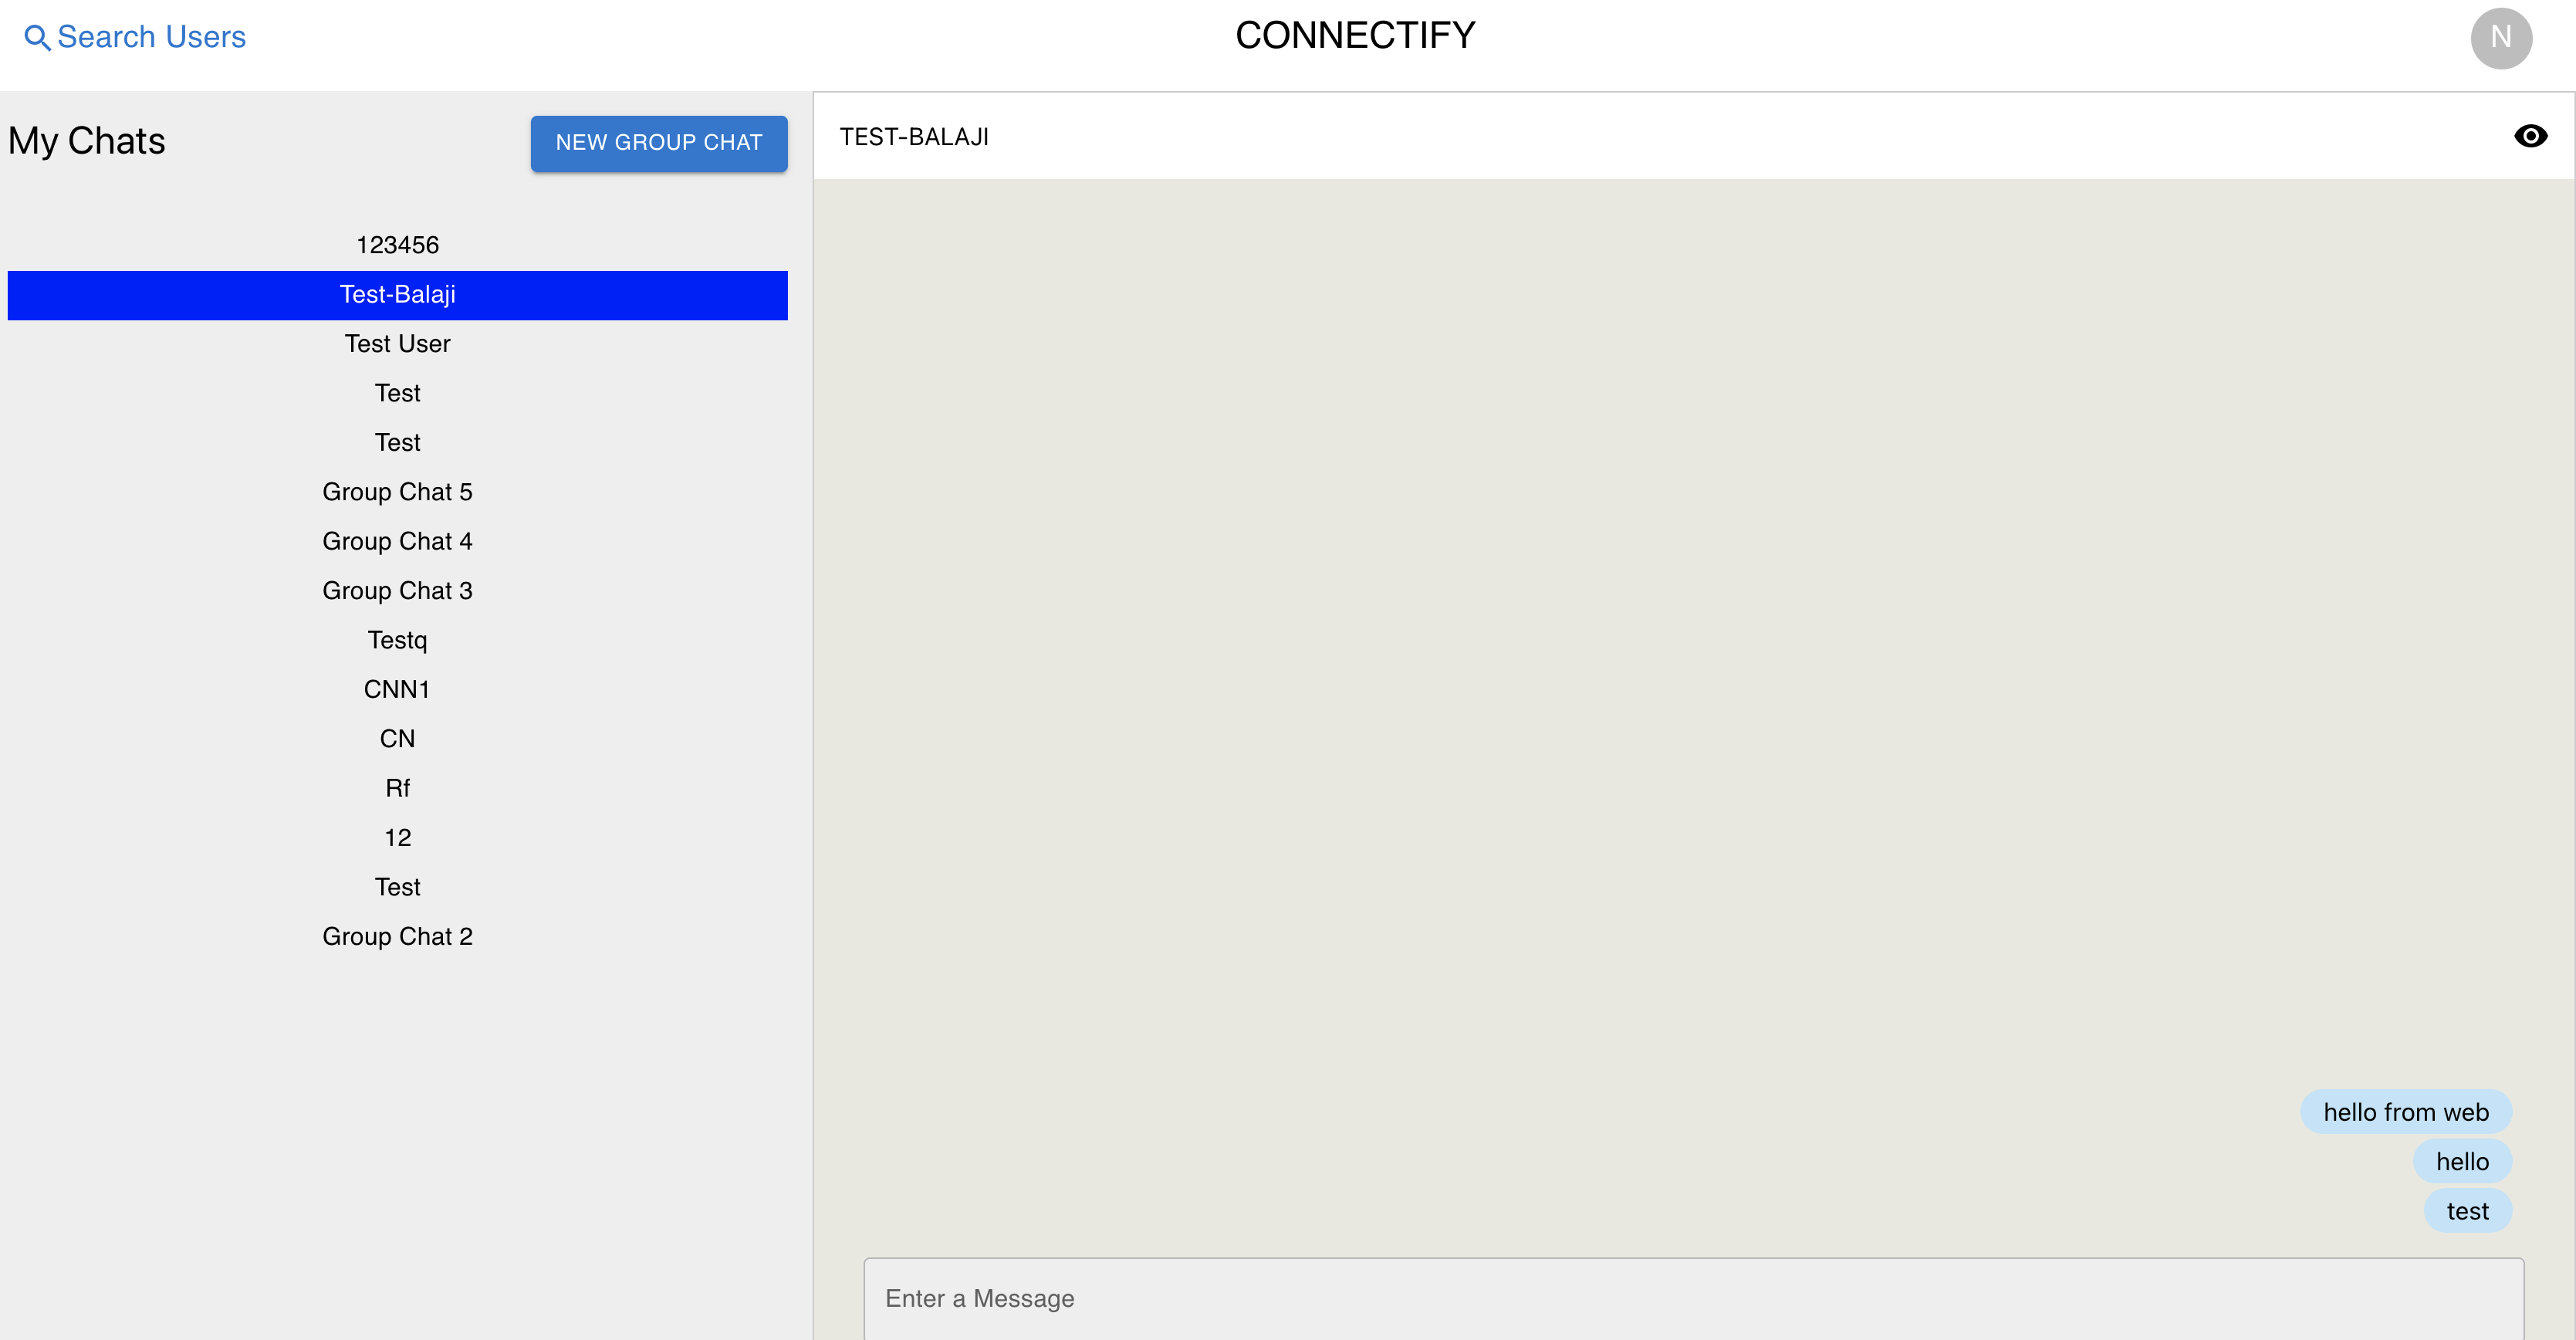 Search Users
CONNECTIFY
N
My Chats
NEW GROUP CHAT
123456
Test-Balaji
Test User
Test
Test
Group Chat 5
Group Chat 4
Group Chat 3
Testq
CNN1
CN
Rf
12
Test
Group Chat 2
TEST-BALAJI
hello from web
hello
test
Enter a Message